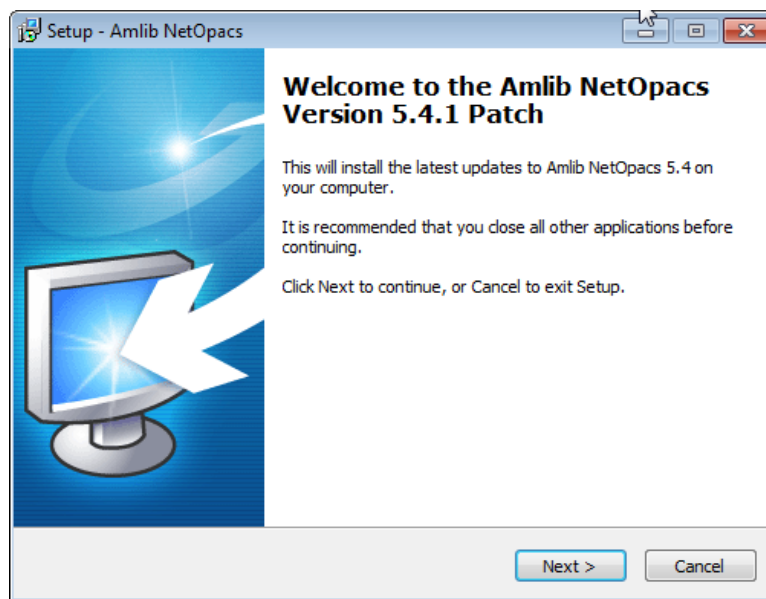 Setup - Amlib NetOpacs
Welcome to the Amlib NetOpacs
Version 5.4.1 Patch
This will install the latest updates to Amlib NetOpacs 5.4 on
your computer.
It is recommended that you close all other applications before
continuing.
Click Next to continue, or Cancel to exit Setup.
Next >
Cancel